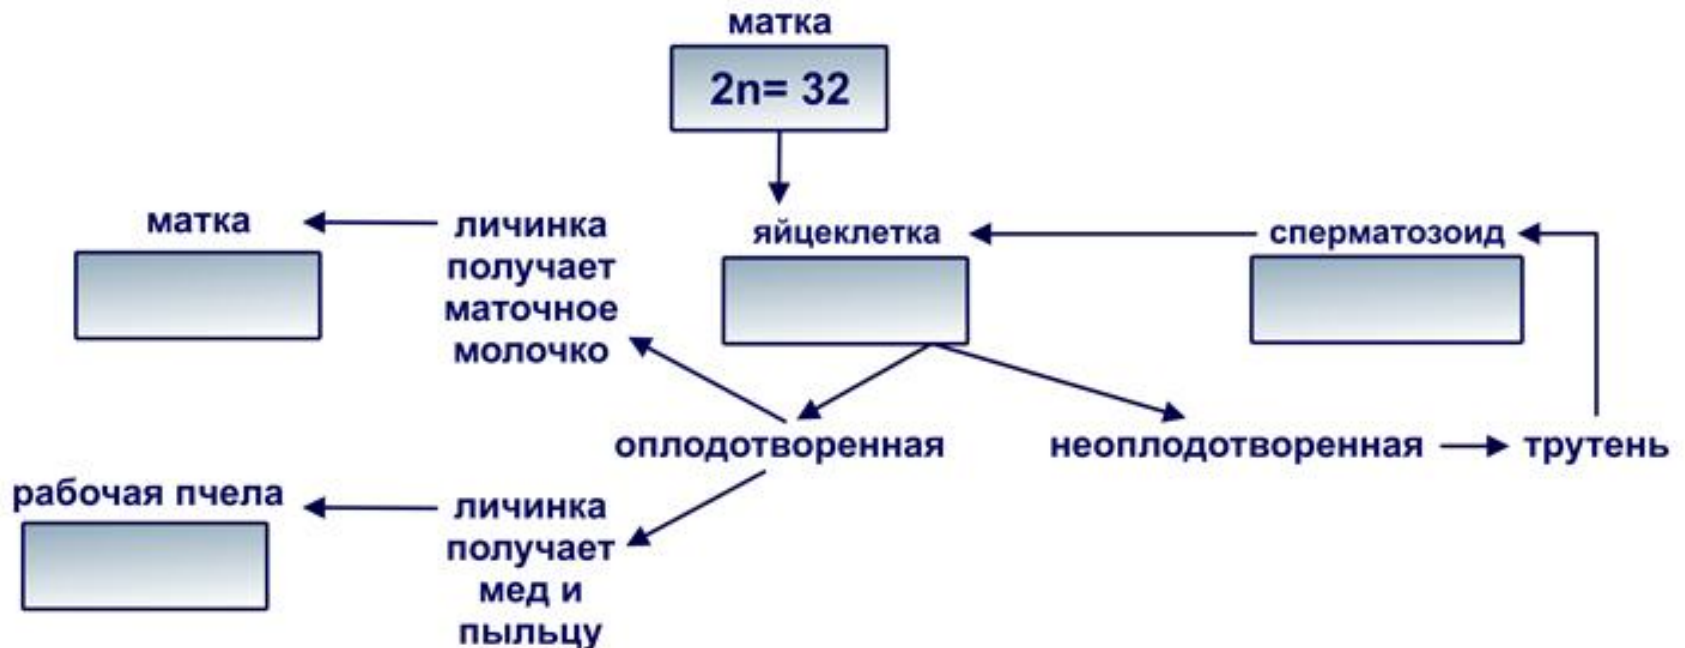 матка
2n= 32
матка
личинка
получает
маточное
молочко
яйцеклетка
сперматозоид
оплодотворенная
неоплодотворенная
трутень
рабочая пчела
личинка
получает
мед и
пыльцу